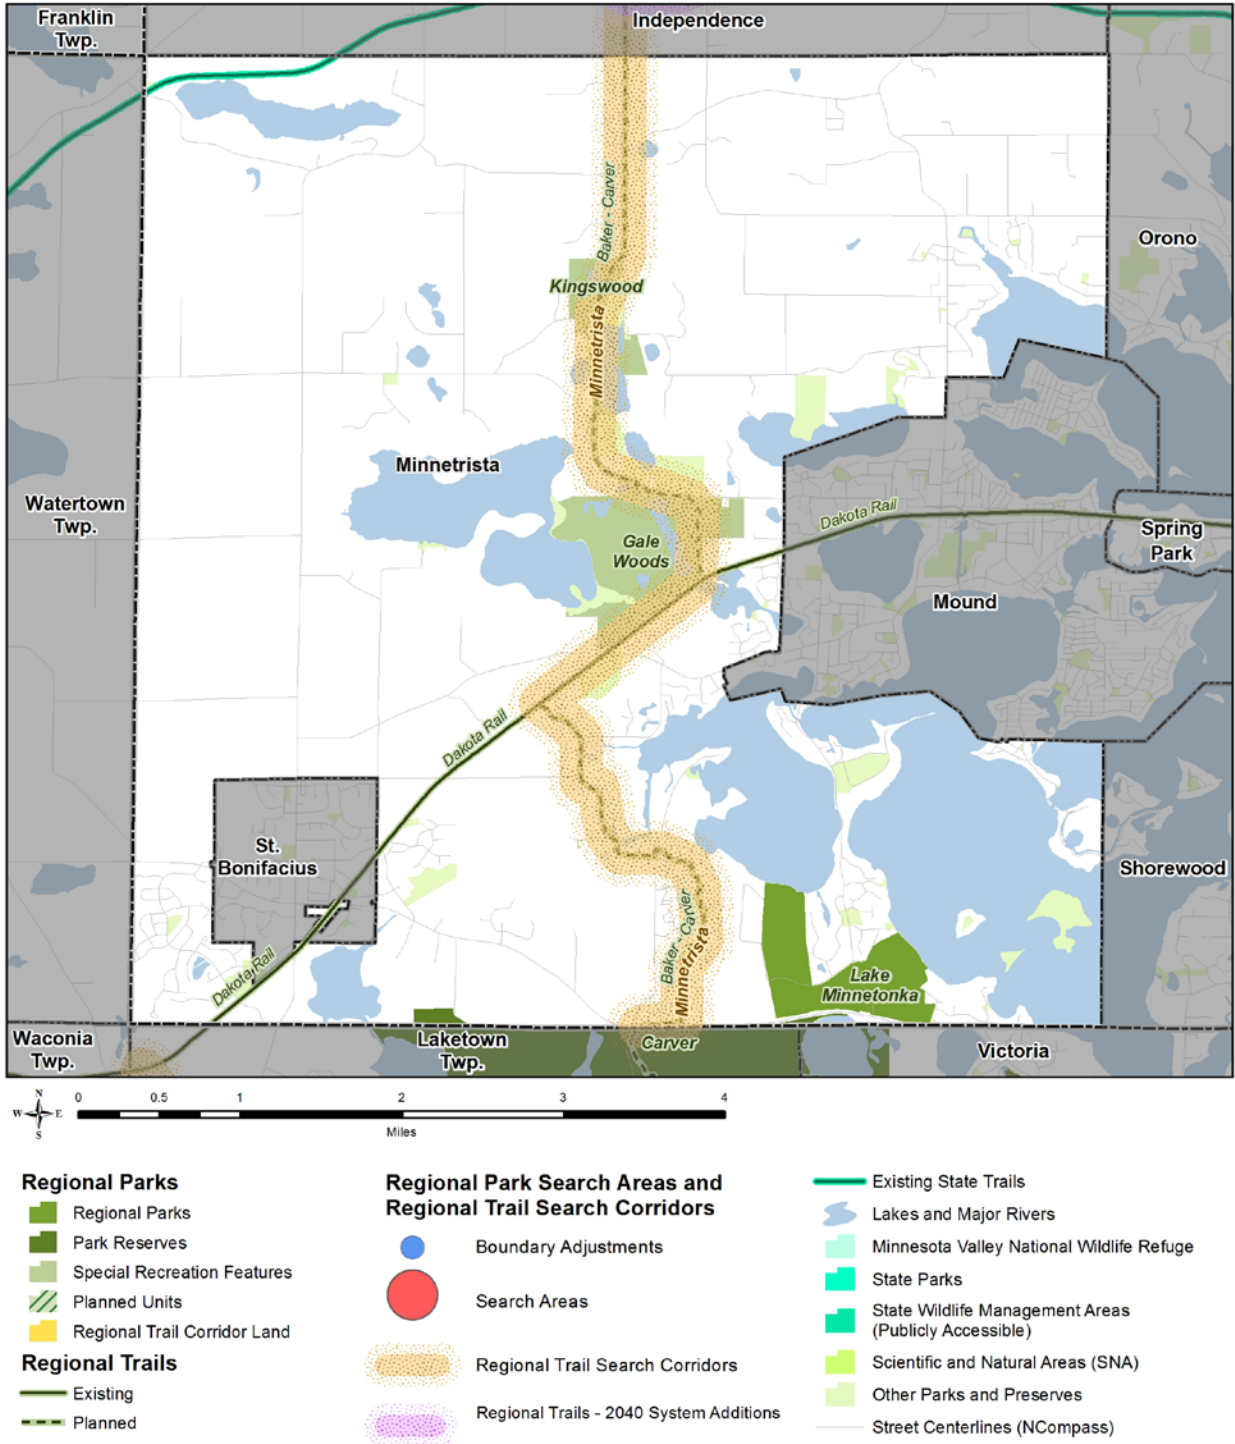 Franklin
Twp.
Independence
Orono
Baker - Carver
Kingswood
Minnetrista
Minnetrista
Watertown
Twp.
Dakota Rail
Spring
Park
Gale
Woods
Mound
Dakota Rail
St.
Bonifacius
Shorewood
Baker - Carver
Minnetrista
Dakota Rail
Lake
Minnetonka
Waconia
Twp.
Laketown
Twp.
Carver
Victoria
N
W E
S
0 0.5 1 2 3 4
Miles
Regional Parks
Regional Parks
Park Reserves
Special Recreation Features
Planned Units
Regional Trail Corridor Land
Regional Trails
Existing
Planned
Regional Park Search Areas and
Regional Trail Search Corridors
Boundary Adjustments
Search Areas
Regional Trail Search Corridors
Regional Trails - 2040 System Additions
Existing State Trails
Lakes and Major Rivers
Minnesota Valley National Wildlife Refuge
State Parks
State Wildlife Management Areas
(Publicly Accessible)
Scientific and Natural Areas (SNA)
Other Parks and Preserves
Street Centerlines (NCompass)